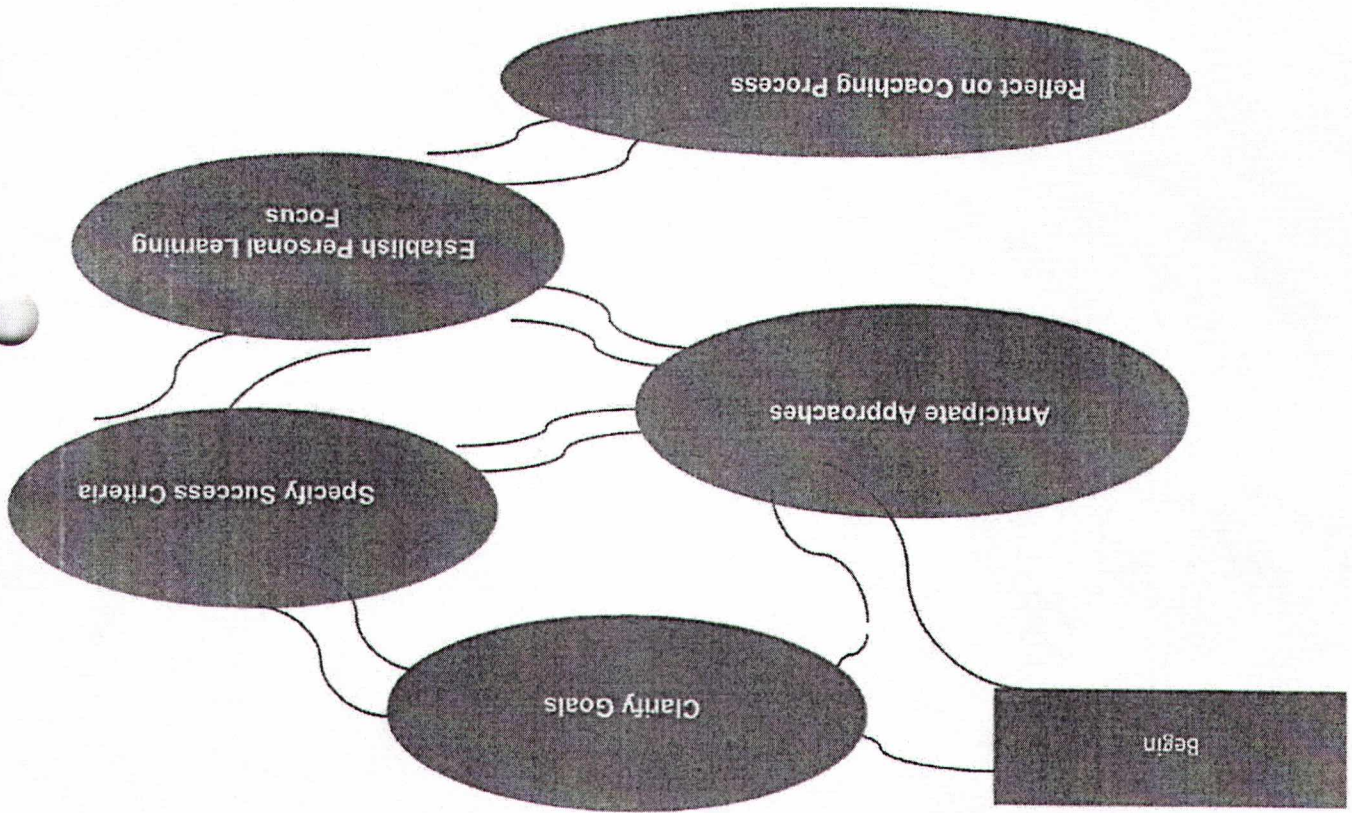 Begin
Clarify Goals
Specify Success Criteria
Anticipate Approaches
Establish Personal Learning
Focus
Reflect on Coaching Process